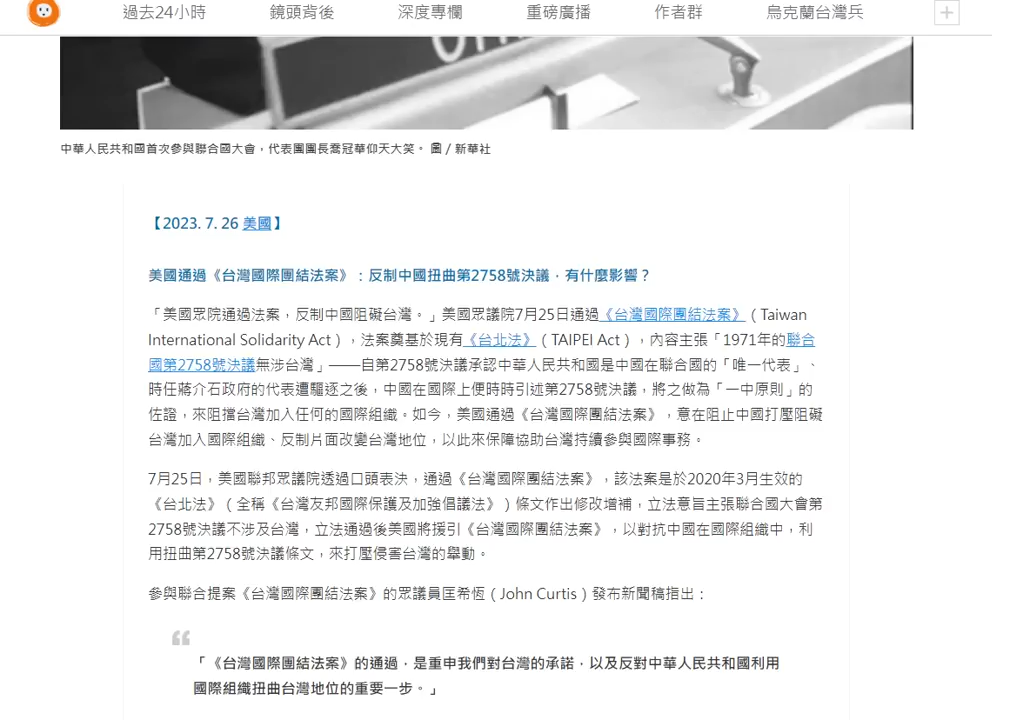 過去24小時 鏡頭背後 深度專欄 重磅廣播 作者群 烏克蘭台灣兵
中華人民共和國首次參與聯合國大會，代表團團長喬冠華仰天大笑。 圖／新華社
【2023. 7. 26 美國】
美國通過《台灣國際團結法案》：反制中國扭曲第2758號決議，有什麼影響？
「美國眾院通過法案，反制中國阻礙台灣。」美國眾議院7月25日通過《台灣國際團結法案》（Taiwan
International Solidarity Act），法案奠基於現有《台北法》（TAIPEI Act），內容主張「1971年的聯合
國第2758號決議無涉台灣」——自第2758號決議承認中華人民共和國是中國在聯合國的「唯一代表」、
時任蔣介石政府的代表遭驅逐之後，中國在國際上便時時引述第2758號決議，將之做為「一中原則」的
佐證，來阻擋台灣加入任何的國際組織。如今，美國通過《台灣國際團結法案》，意在阻止中國打壓阻礙
台灣加入國際組織、反制片面改變台灣地位，以此來保障協助台灣持續參與國際事務。
7月25日，美國聯邦眾議院透過口頭表決，通過《台灣國際團結法案》，該法案是於2020年3月生效的
《台北法》（全稱《台灣友邦國際保護及加強倡議法》）條文作出修改增補，立法意旨主張聯合國大會第
2758號決議不涉及台灣，立法通過後美國將援引《台灣國際團結法案》，以對抗中國在國際組織中，利
用扭曲第2758號決議條文，來打壓侵害台灣的舉動。
參與聯合提案《台灣國際團結法案》的眾議員匡希恆（John Curtis）發布新聞稿指出：
「《台灣國際團結法案》的通過，是重申我們對台灣的承諾，以及反對中華人民共和國利用
國際組織扭曲台灣地位的重要一步。」